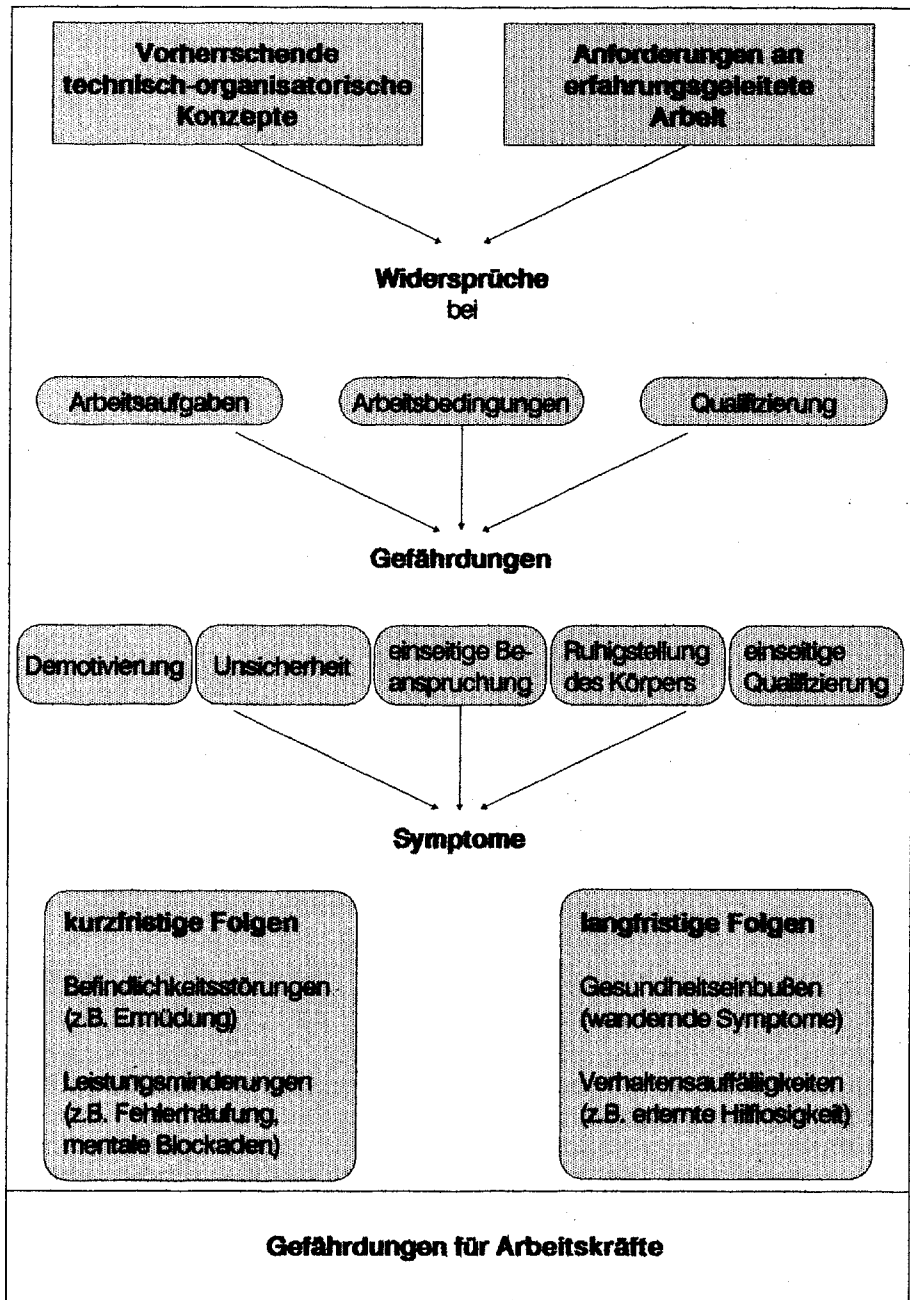 Vorherrschende
technisch-organisatorische
Konzepte
Anforderungen an
erfahrungsgeleitete
Arbeit
Widersprüche
bei
Arbeitsaufgaben
Arbeitsbedingungen
Qualifizierung
Gefährdungen
Demotivierung
Unsicherheit
einseitige Be-
anspruchung
Ruhigstellung
des Körpers
einseitige
Qualifizierung
Symptome
kurzfristige Folgen
Befindlichkeitsstörungen
(z.B. Ermüdung)
Leistungsminderungen
(z.B. Fehlerhäufung,
mentale Blockaden)
langfristige Folgen
Gesundheitseinbußen
(wandernde Symptome)
Verhaltensauffälligkeiten
(z.B. erlernte Hilflosigkeit)
Gefährdungen für Arbeitskräfte